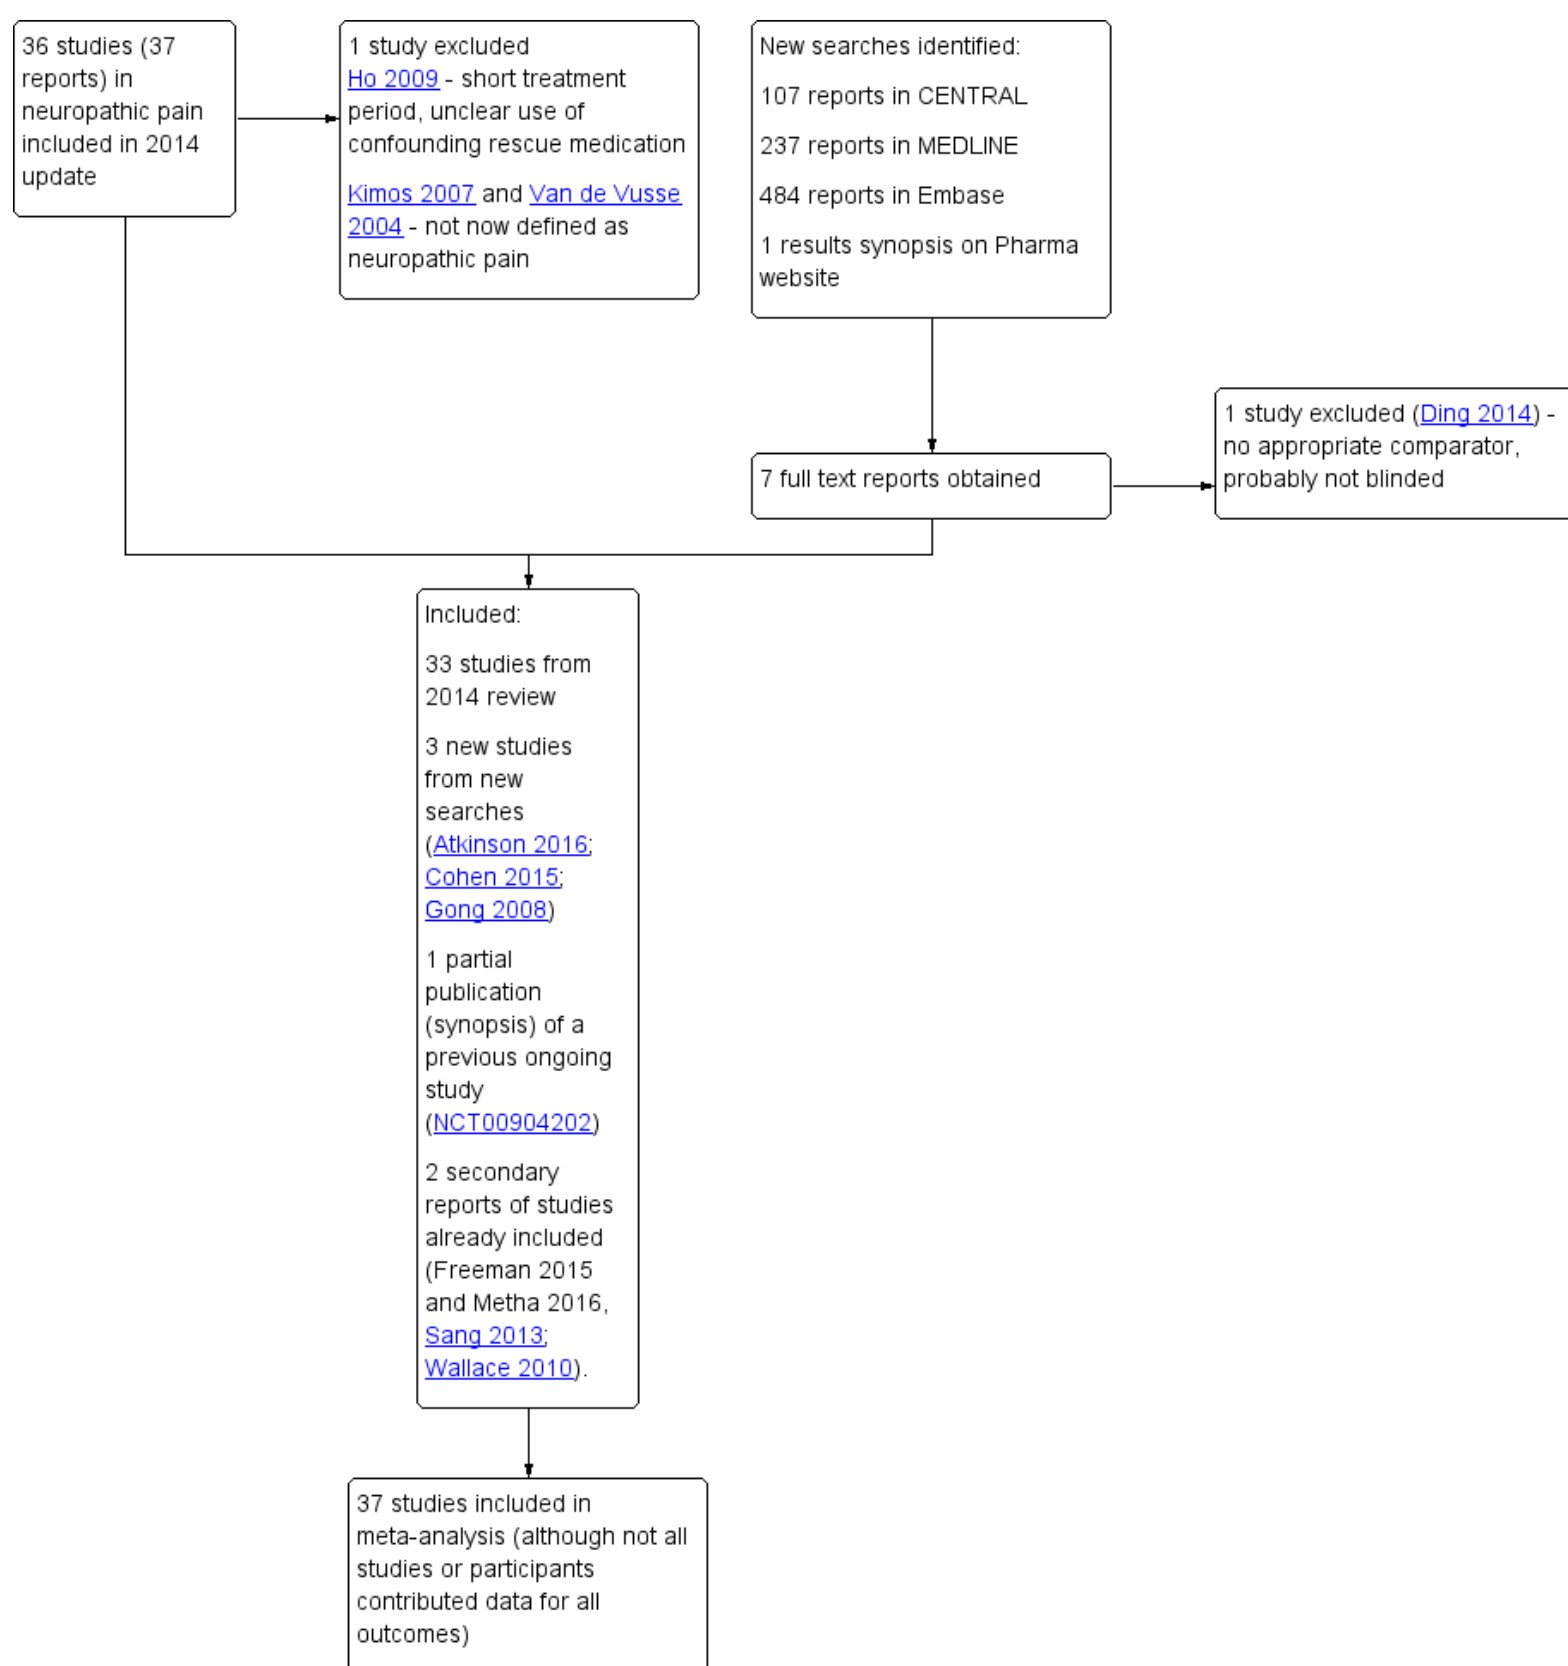 36 studies (37
reports) in
neuropathic pain
included in 2014
update
1 study excluded
Ho 2009 - short treatment
period, unclear use of
confounding rescue medication
Kimos 2007 and Van de Vusse
2004 - not now defined as
neuropathic pain
New searches identified:
107 reports in CENTRAL
237 reports in MEDLINE
484 reports in Embase
1 results synopsis on Pharma
website
7 full text reports obtained
1 study excluded (Ding 2014) -
no appropriate comparator,
probably not blinded
Included:
33 studies from
2014 review
3 new studies
from new
searches
(Atkinson 2016;
Cohen 2015;
Gong 2008)
1 partial
publication
(synopsis) of a
previous ongoing
study
(NCT00904202)
2 secondary
reports of studies
already included
(Freeman 2015
and Metha 2016,
Sang 2013;
Wallace 2010).
37 studies included in
meta-analysis (although not all
studies or participants
contributed data for all
outcomes)